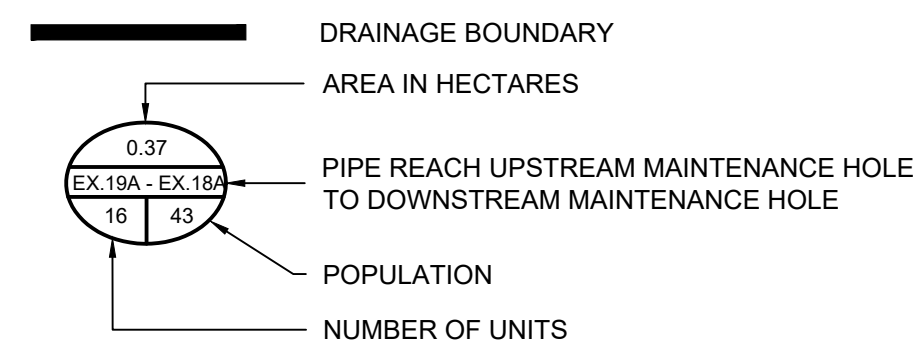 DRAINAGE BOUNDARY
AREA IN HECTARES
0.37
EX.19A - EX.18A
16 43
PIPE REACH UPSTREAM MAINTENANCE HOLE
TO DOWNSTREAM MAINTENANCE HOLE
POPULATION
NUMBER OF UNITS